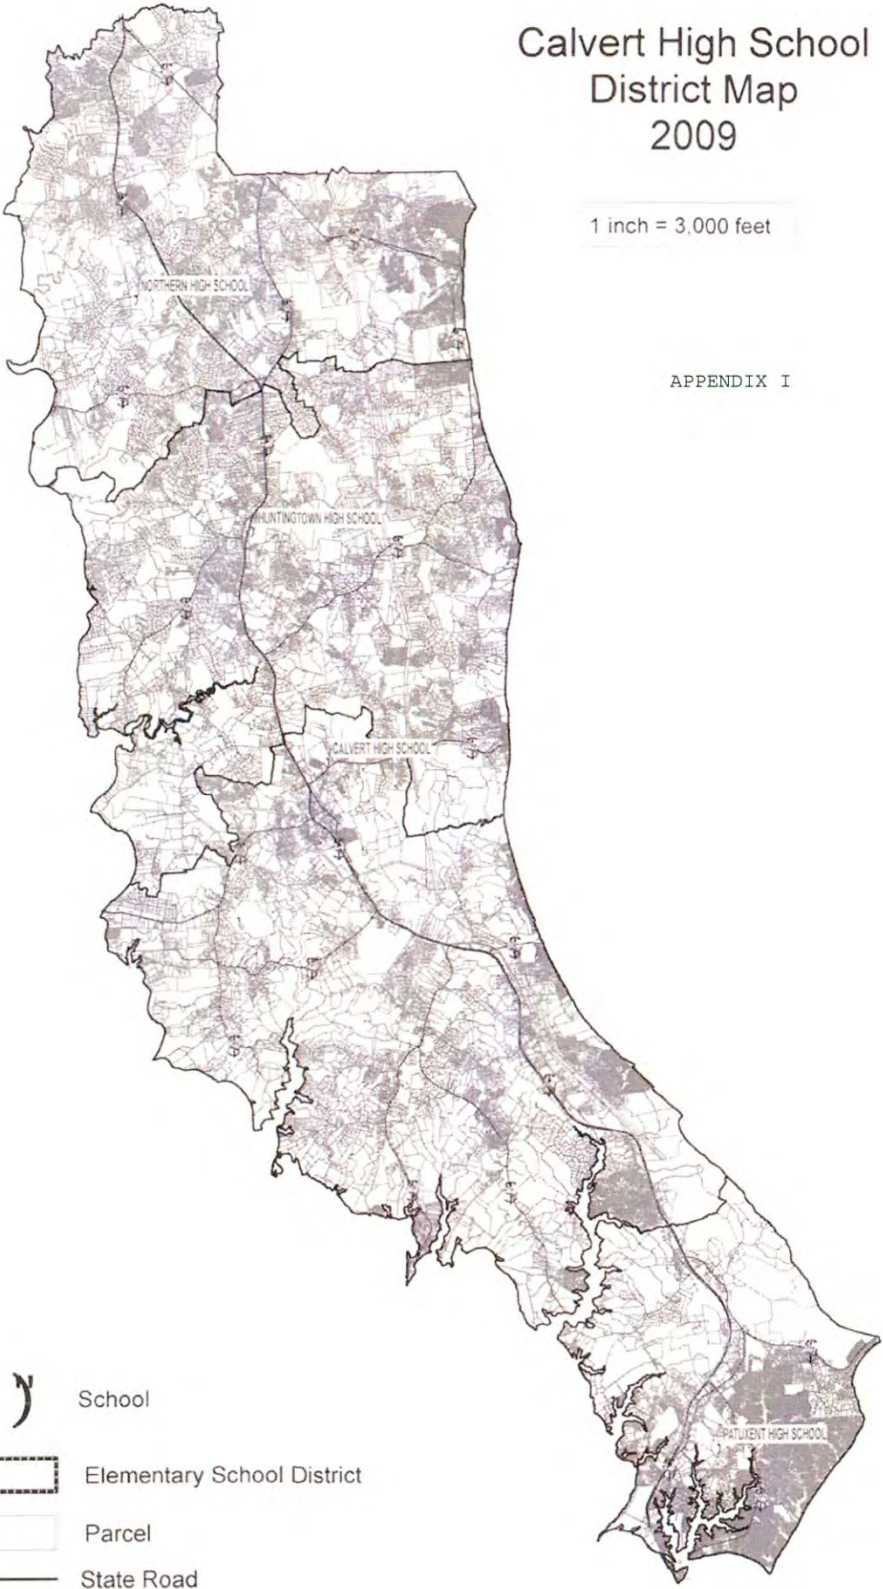 Calvert High School
District Map
2009
1 inch = 3,000 feet
APPENDIX I
NORTHERN HIGH SCHOOL
HUNTINGTOWN HIGH SCHOOL
CALVERT HIGH SCHOOL
PATUXENT HIGH SCHOOL
School
Elementary School District
Parcel
State Road